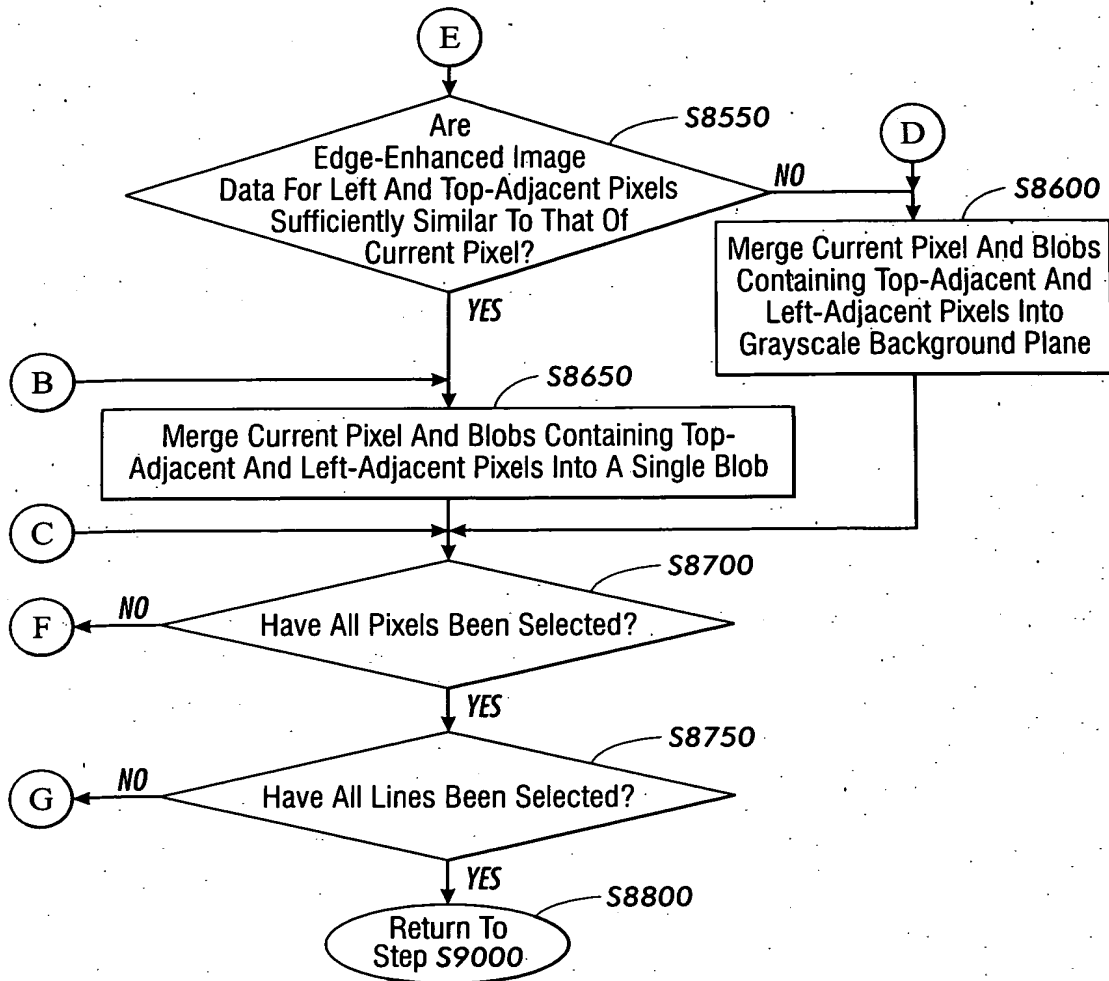 E
Are
Edge-Enhanced Image
Data For Left And Top-Adjacent Pixels
Sufficiently Similar To That Of
Current Pixel?
S8550
NO
YES
D
S8600
Merge Current Pixel And Blobs
Containing Top-Adjacent And
Left-Adjacent Pixels Into
Grayscale Background Plane
B
S8650
Merge Current Pixel And Blobs Containing Top-
Adjacent And Left-Adjacent Pixels Into A Single Blob
C
S8700
Have All Pixels Been Selected?
NO
F
YES
S8750
Have All Lines Been Selected?
NO
G
YES
S8800
Return To
Step S9000